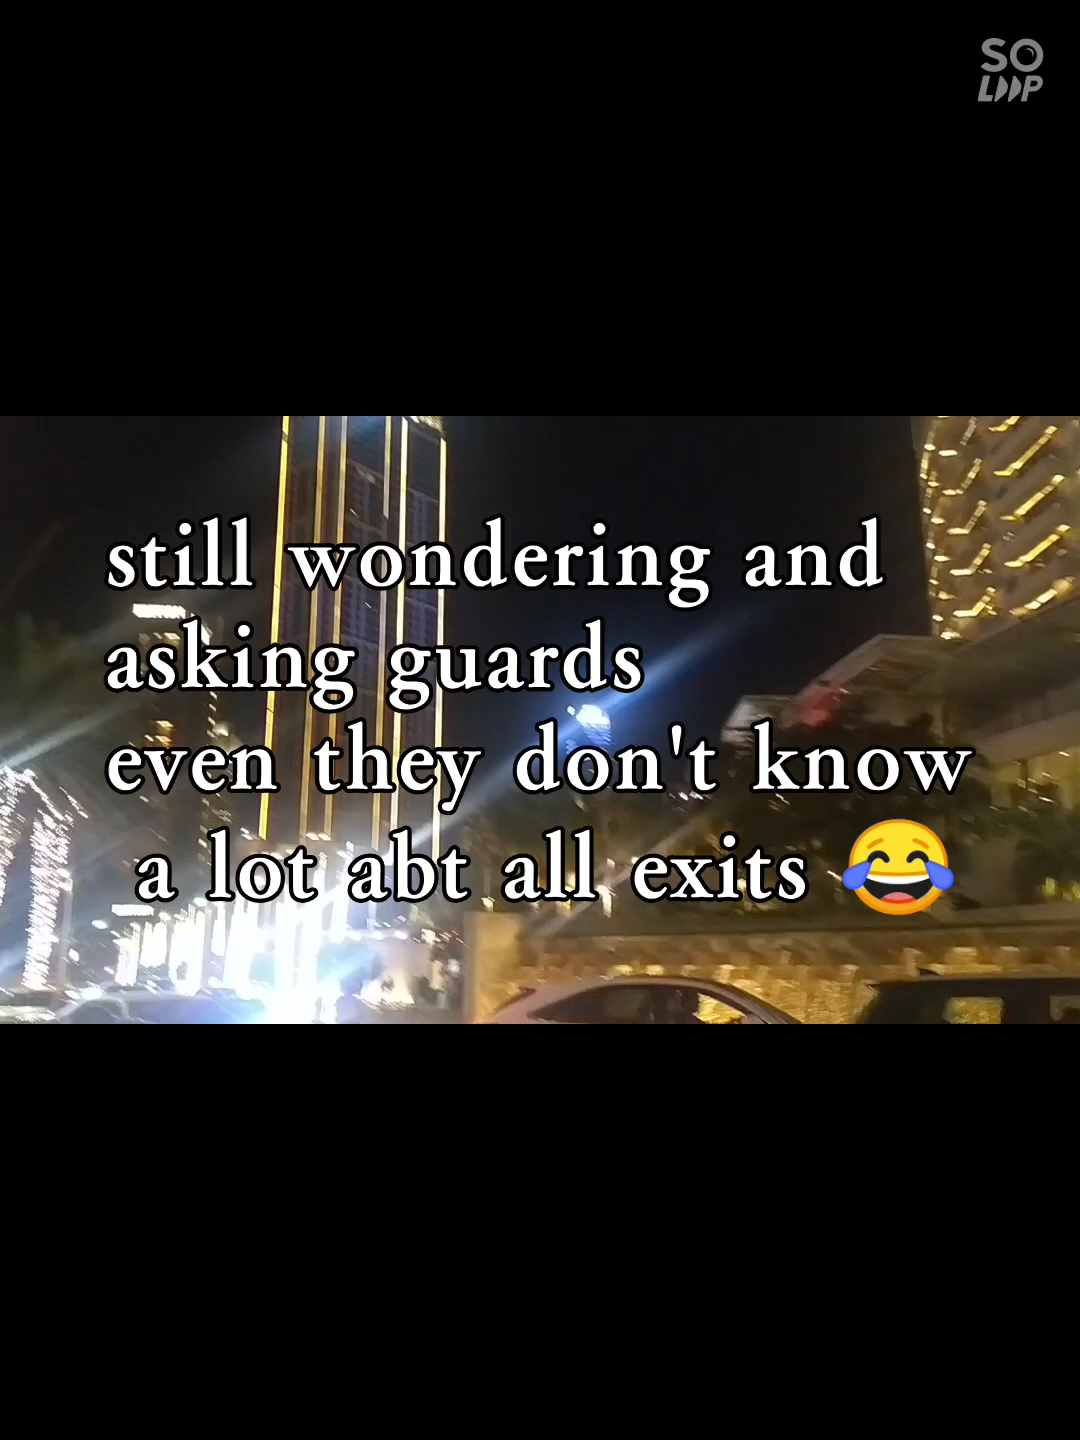 SO
LOOP
still wondering and
asking guards
even they don't know
a lot abt all exits 😂